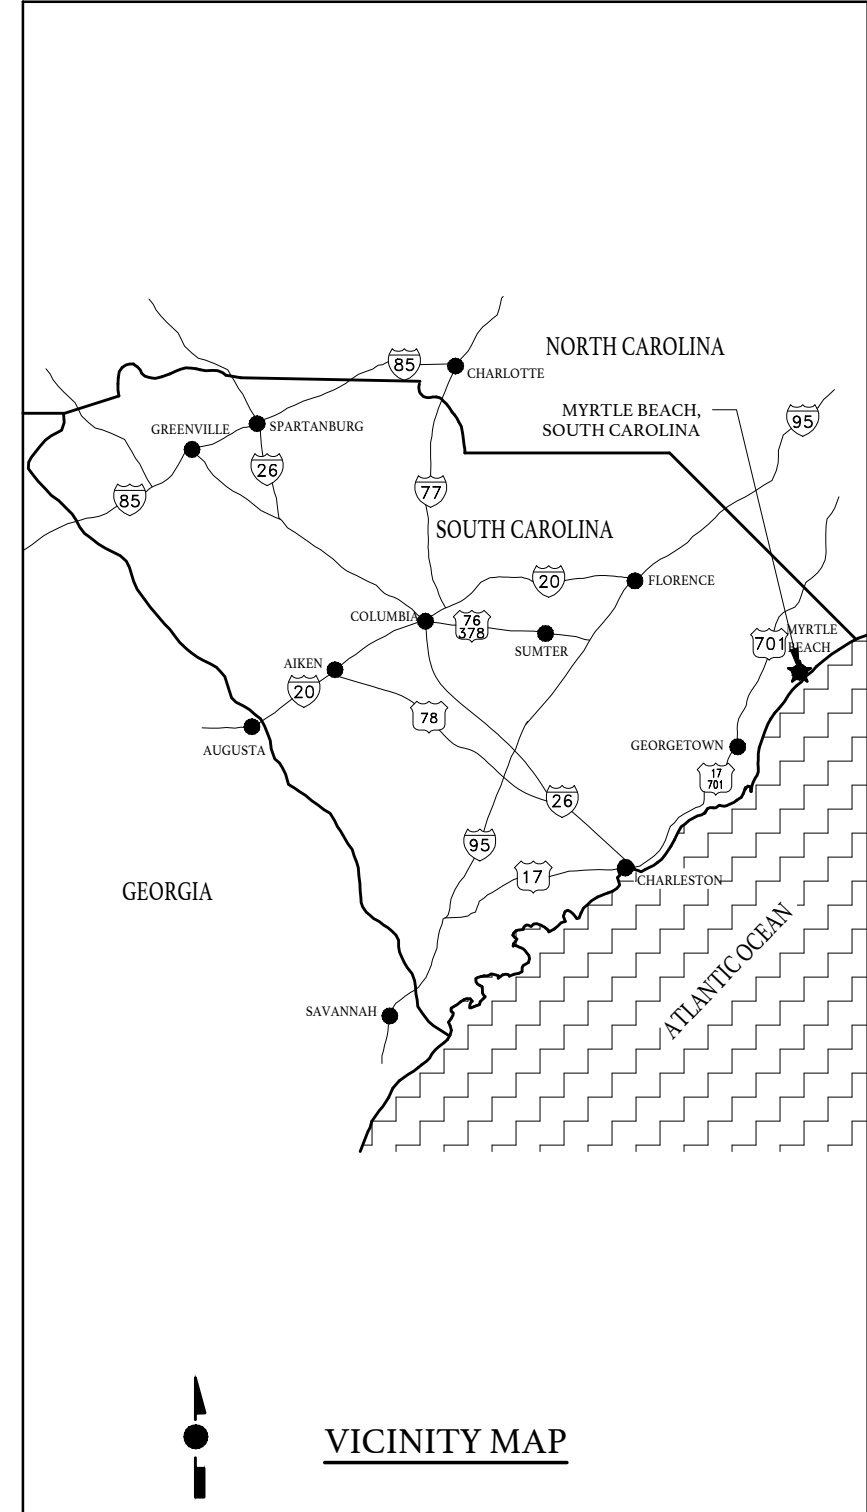 NORTH CAROLINA
85
CHARLOTTE
MYRTLE BEACH,
SOUTH CAROLINA
95
GREENVILLE
SPARTANBURG
26
77
85
SOUTH CAROLINA
20
FLORENCE
COLUMBIA
76
378
SUMTER
701
MYRTLE
BEACH
AIKEN
20
78
AUGUSTA
GEORGETOWN
17
701
26
95
17
CHARLESTON
GEORGIA
ATLANTIC OCEAN
SAVANNAH
VICINITY MAP